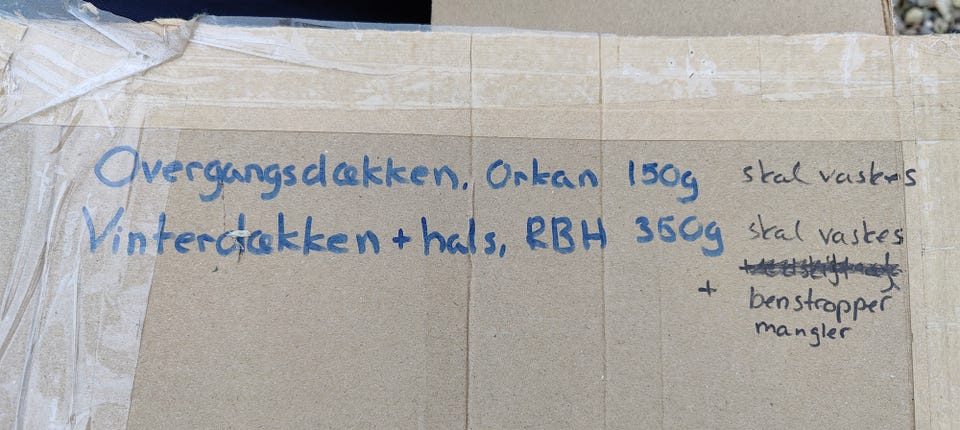 Overgangsdækken, Orkan 150g skal vaskes
Vinterdækken + hals, RBH 350g skal vaskes
+ benstropper
mangler